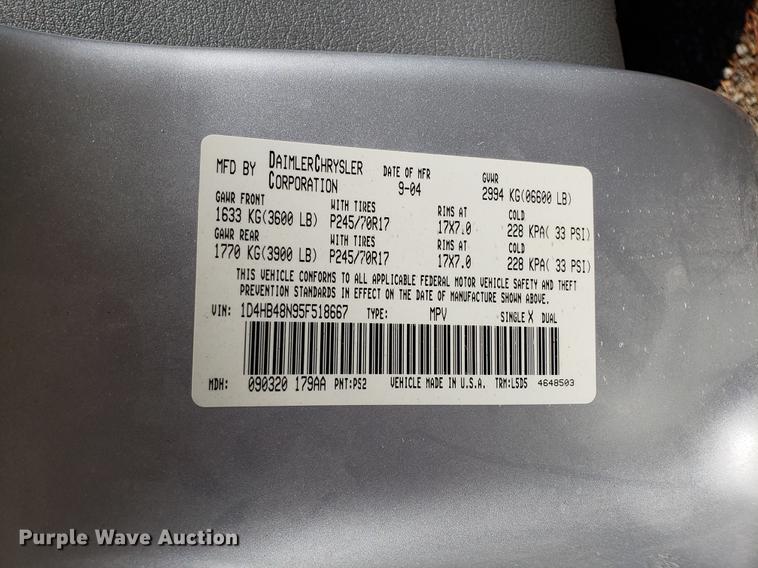 MFD BY DAIMLERCHRYSLER CORPORATION DATE OF MFR 9-04 GVWR 2994 KG(06600 LB)
GAWR FRONT WITH TIRES RIMS AT COLD
1633 KG(3600 LB) P245/70R17 17X7.0 228 KPA( 33 PSI)
GAWR REAR WITH TIRES RIMS AT COLD
1770 KG(3900 LB) P245/70R17 17X7.0 228 KPA( 33 PSI)
THIS VEHICLE CONFORMS TO ALL APPLICABLE FEDERAL MOTOR VEHICLE SAFETY AND THEFT
PREVENTION STANDARDS IN EFFECT ON THE DATE OF MANUFACTURE SHOWN ABOVE.
VIN: 1D4HB48N95F518667 TYPE: MPV SINGLE X DUAL
MDH: 090320 179AA PNT:PS2 VEHICLE MADE IN U.S.A. TRM:L5D5 4648503
Purple Wave Auction